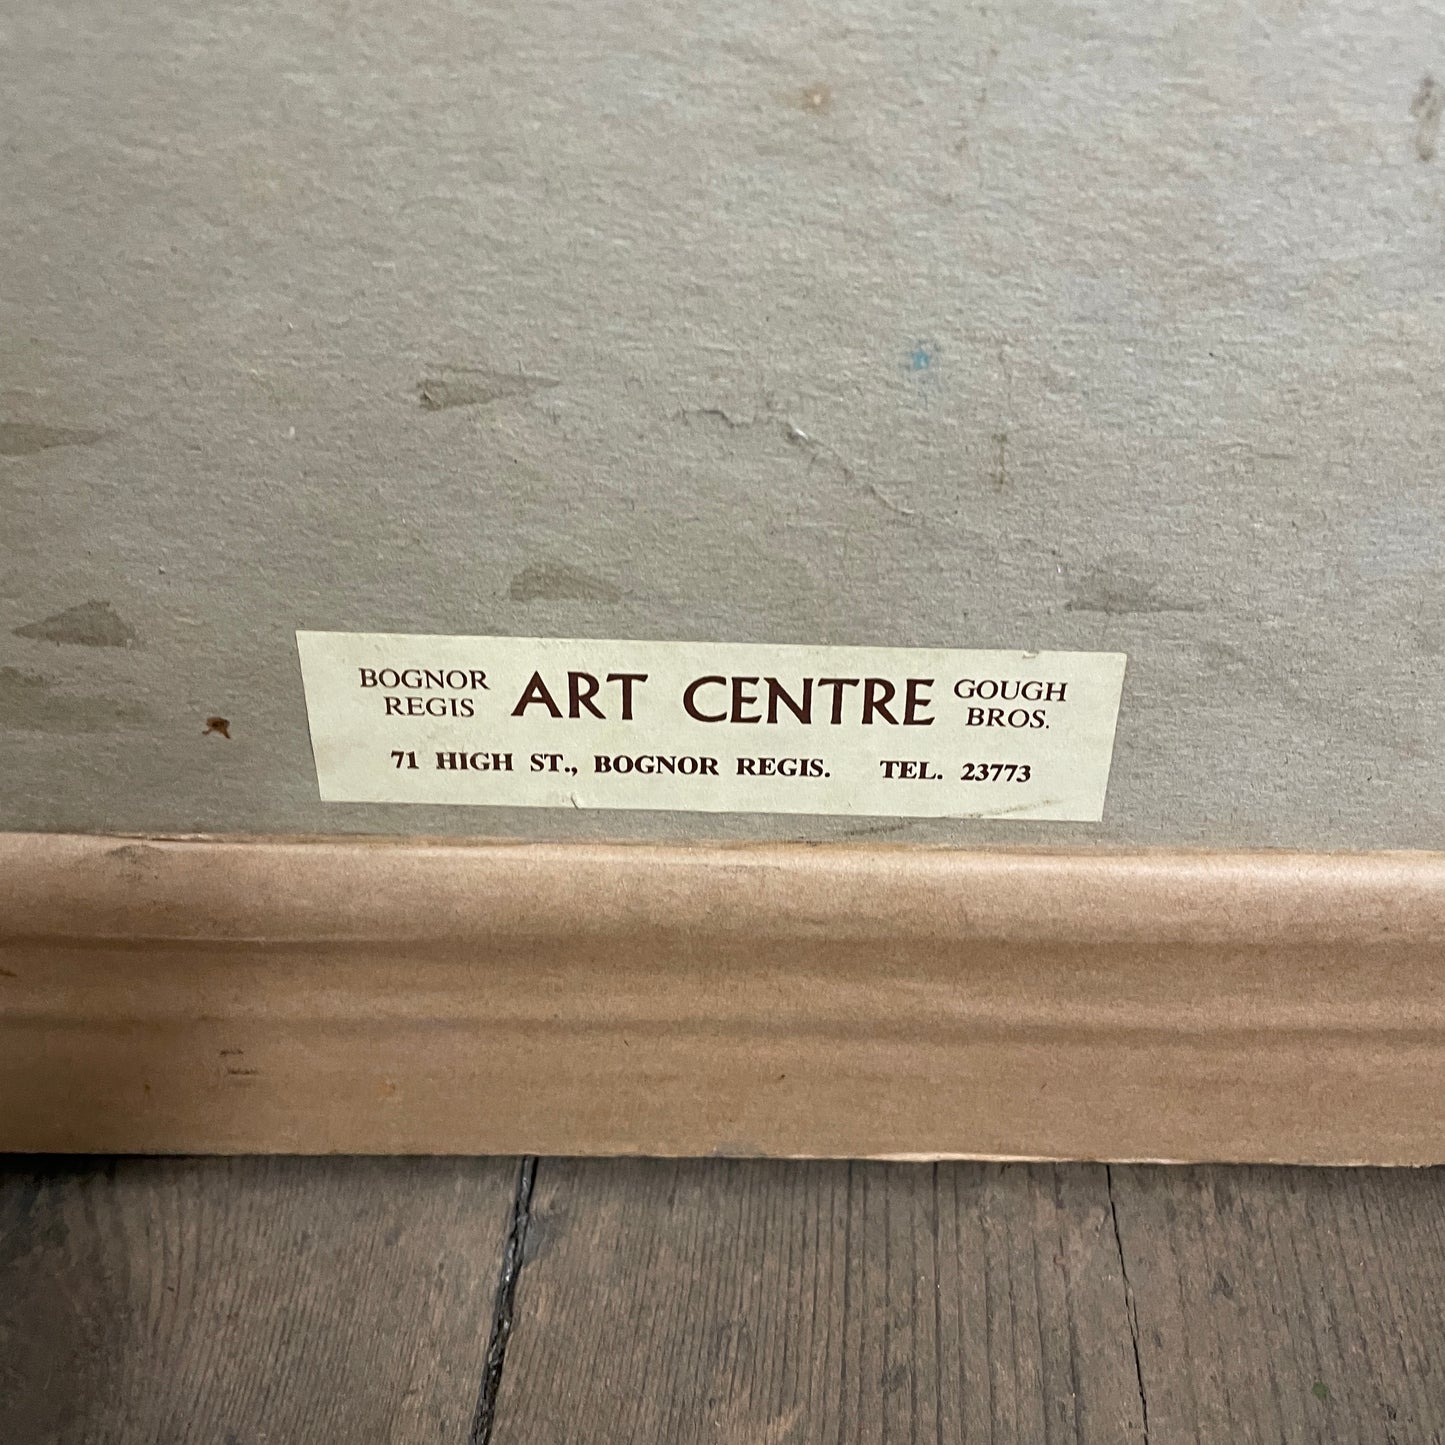 BOGNOR REGIS ART CENTRE GOUGH BROS.
71 HIGH ST., BOGNOR REGIS. TEL. 23773